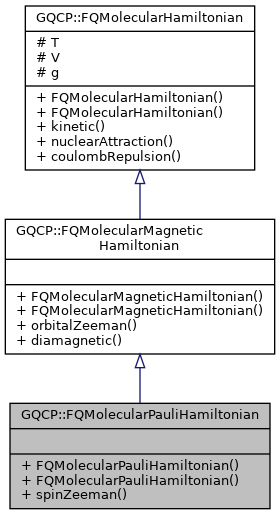 GQCP::FQMolecularHamiltonian
# T
# V
# g
+ FQMolecularHamiltonian()
+ FQMolecularHamiltonian()
+ kinetic()
+ nuclearAttraction()
+ coulombRepulsion()
GQCP::FQMolecularMagnetic
Hamiltonian
+ FQMolecularMagneticHamiltonian()
+ FQMolecularMagneticHamiltonian()
+ orbitalZeeman()
+ diamagnetic()
GQCP::FQMolecularPauliHamiltonian
+ FQMolecularPauliHamiltonian()
+ FQMolecularPauliHamiltonian()
+ spinZeeman()